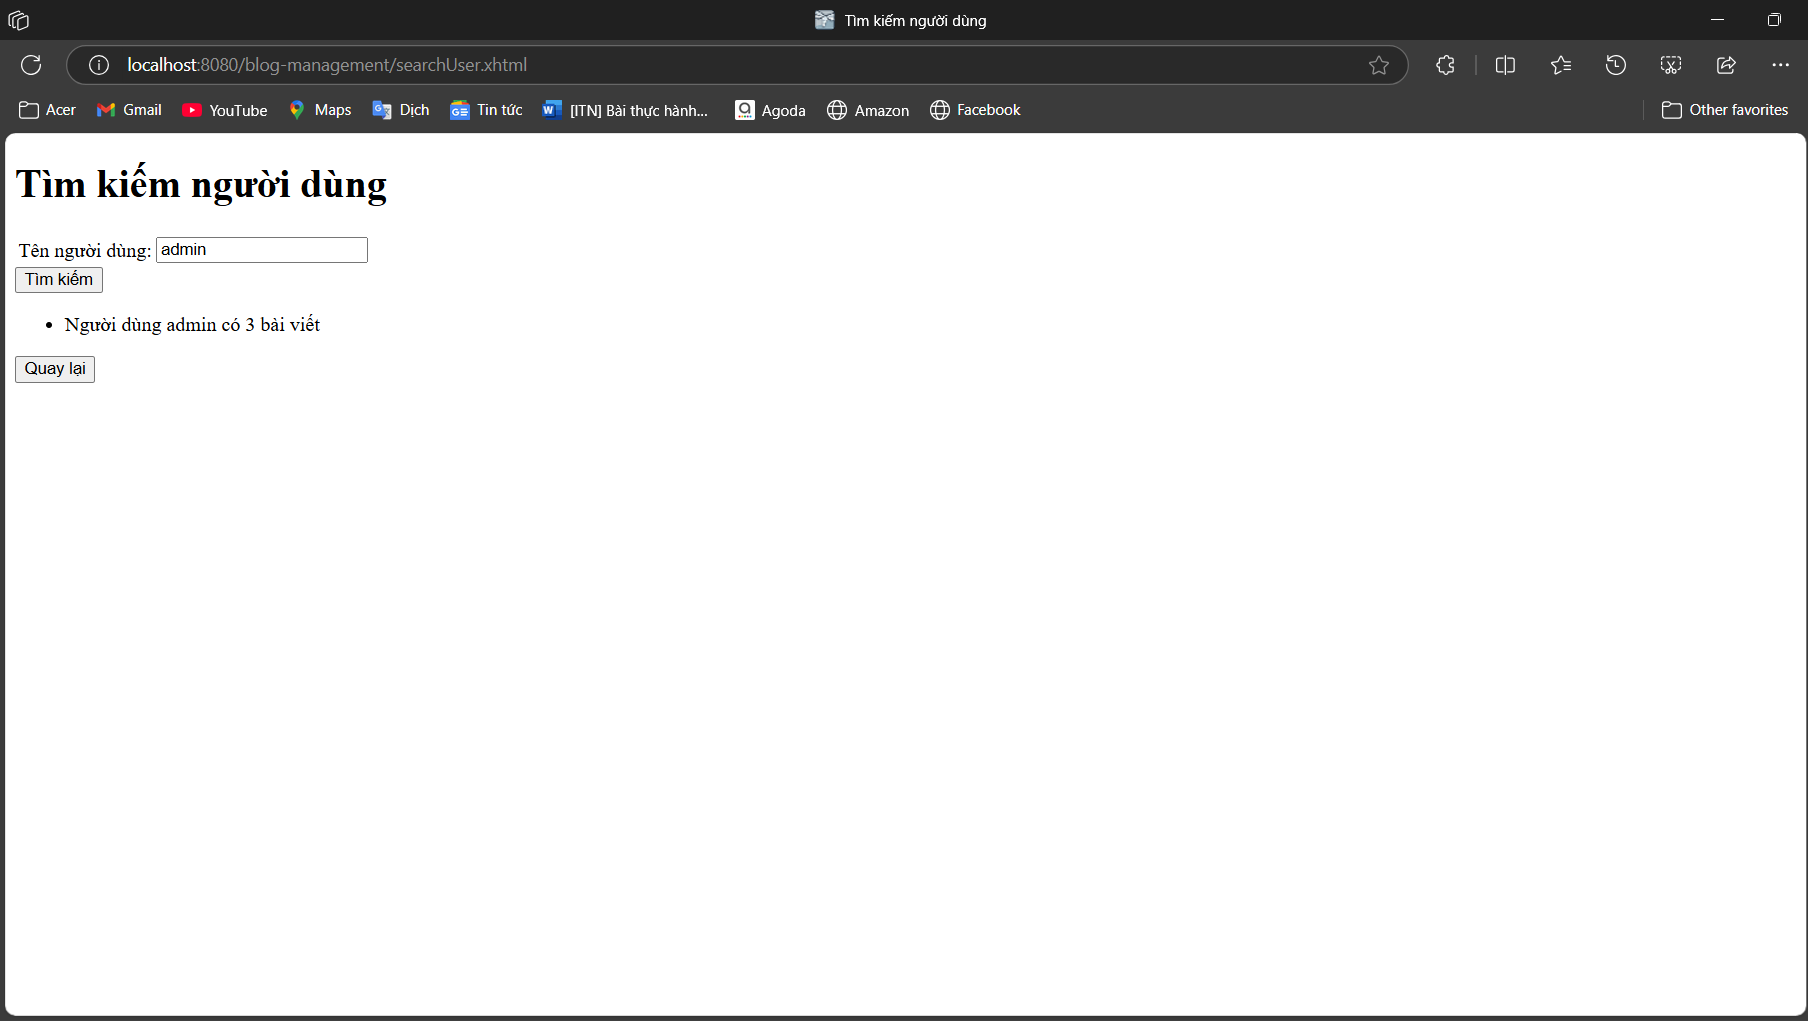 Tìm kiếm người dùng
localhost:8080/blog-management/searchUser.xhtml
Acer Gmail YouTube Maps Dịch Tin tức [ITN] Bài thực hành... Agoda Amazon Facebook Other favorites
Tìm kiếm người dùng
Tên người dùng: admin
Tìm kiếm
• Người dùng admin có 3 bài viết
Quay lại